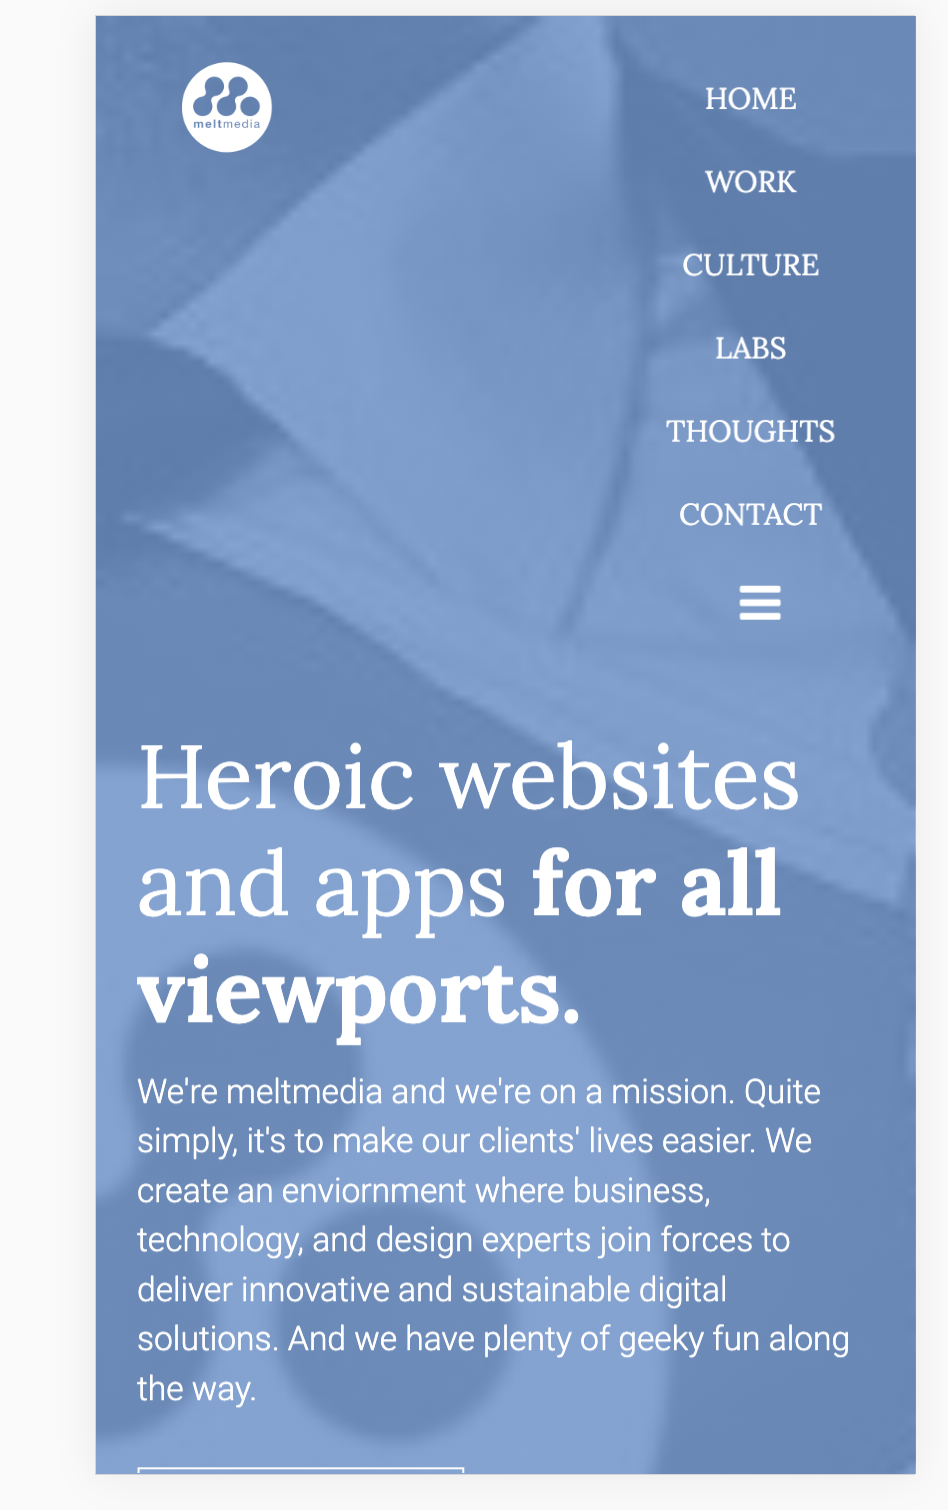 meltmedia
HOME
WORK
CULTURE
LABS
THOUGHTS
CONTACT
Heroic websites
and apps for all
viewports.
We're meltmedia and we're on a mission. Quite
simply, it's to make our clients' lives easier. We
create an enviornment where business,
technology, and design experts join forces to
deliver innovative and sustainable digital
solutions. And we have plenty of geeky fun along
the way.